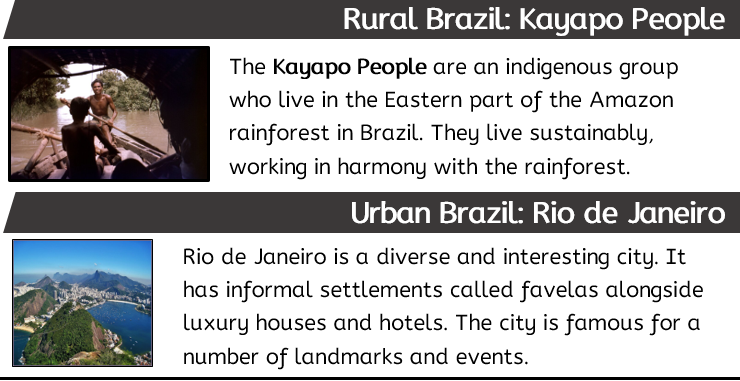 Rural Brazil: Kayapo People
The Kayapo People are an indigenous group
who live in the Eastern part of the Amazon
rainforest in Brazil. They live sustainably,
working in harmony with the rainforest.
Urban Brazil: Rio de Janeiro
Rio de Janeiro is a diverse and interesting city. It
has informal settlements called favelas alongside
luxury houses and hotels. The city is famous for a
number of landmarks and events.